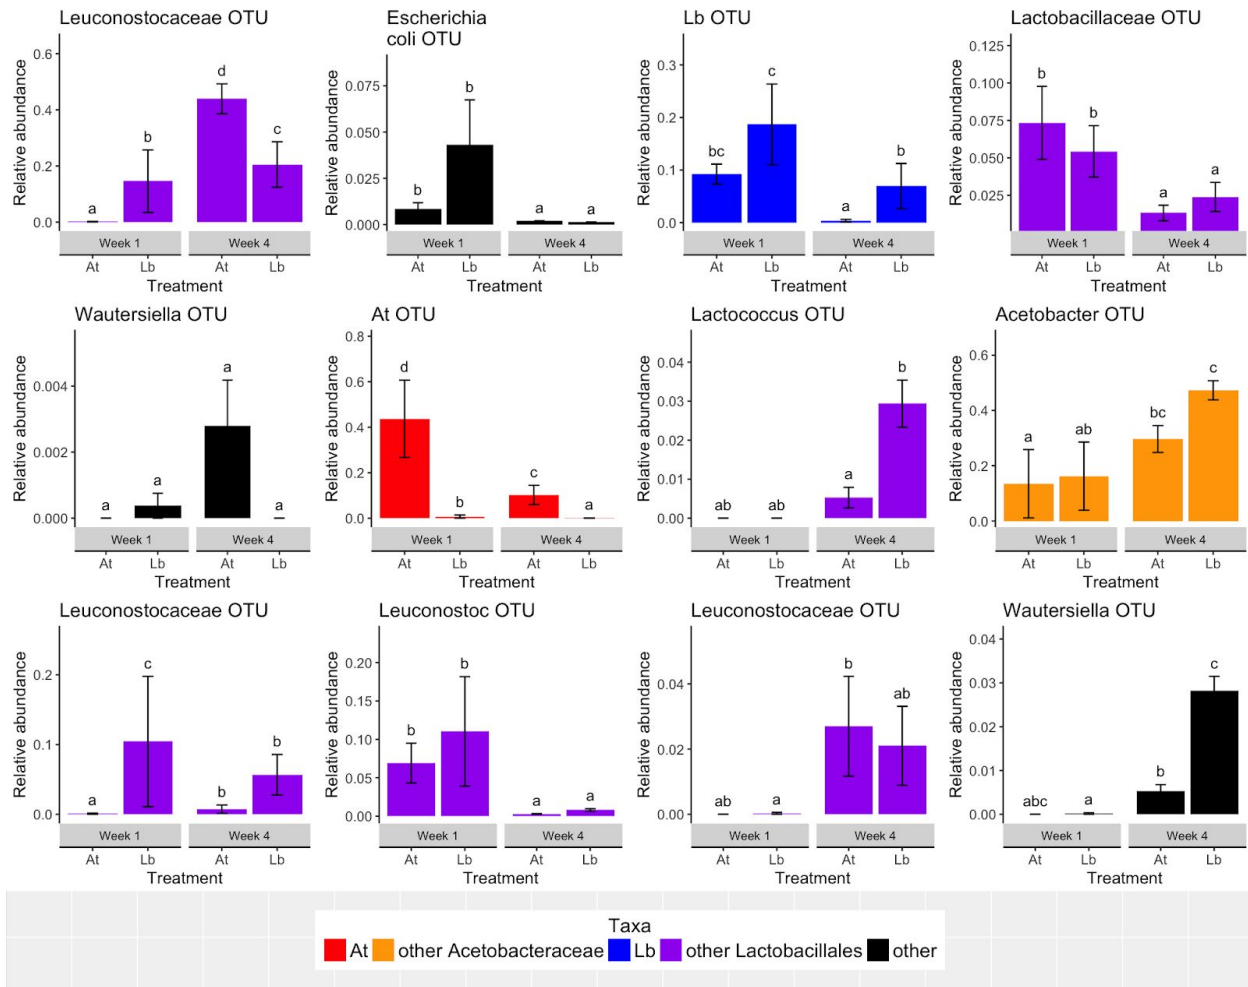 Leuconostocaceae OTU
Relative abundance
0.6
0.4
0.2
0.0
a
b
d
c
Week 1
Week 4
At
Lb
At
Lb
Treatment
Escherichia
coli OTU
Relative abundance
0.075
0.050
0.025
0.000
b
b
a
a
Week 1
Week 4
At
Lb
At
Lb
Treatment
Lb OTU
Relative abundance
0.3
0.2
0.1
0.0
bc
c
a
b
Week 1
Week 4
At
Lb
At
Lb
Treatment
Lactobacillaceae OTU
Relative abundance
0.125
0.100
0.075
0.050
0.025
b
b
a
a
Week 1
Week 4
At
Lb
At
Lb
Treatment
Wautersiella OTU
Relative abundance
0.004
0.002
0.000
a
a
a
a
Week 1
Week 4
At
Lb
At
Lb
Treatment
At OTU
Relative abundance
0.8
0.6
0.4
0.2
0.0
d
b
c
a
Week 1
Week 4
At
Lb
At
Lb
Treatment
Lactococcus OTU
Relative abundance
0.04
0.03
0.02
0.01
0.00
ab
ab
a
b
Week 1
Week 4
At
Lb
At
Lb
Treatment
Acetobacter OTU
Relative abundance
0.6
0.4
0.2
0.0
a
ab
bc
c
Week 1
Week 4
At
Lb
At
Lb
Treatment
Leuconostocaceae OTU
Relative abundance
0.2
0.1
0.0
a
c
b
b
Week 1
Week 4
At
Lb
At
Lb
Treatment
Leuconostoc OTU
Relative abundance
0.20
0.15
0.10
0.05
0.00
b
b
a
a
Week 1
Week 4
At
Lb
At
Lb
Treatment
Leuconostocaceae OTU
Relative abundance
0.04
0.02
0.00
ab
a
b
ab
Week 1
Week 4
At
Lb
At
Lb
Treatment
Wautersiella OTU
Relative abundance
0.04
0.03
0.02
0.01
0.00
abc
a
b
c
Week 1
Week 4
At
Lb
At
Lb
Treatment
Taxa
At other Acetobacteraceae Lb other Lactobacillales other